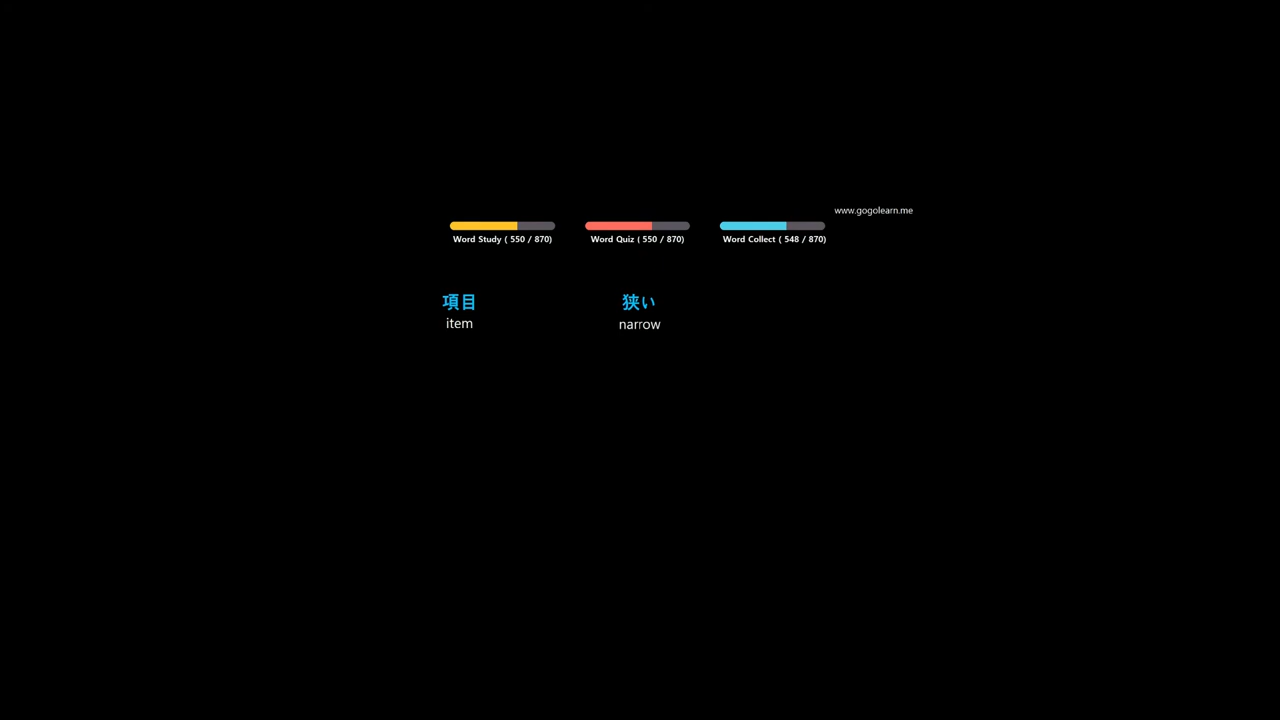 www.gogolearn.me
Word Study ( 550 / 870)
Word Quiz ( 550 / 870)
Word Collect ( 548 / 870)
項目
item
狭い
narrow